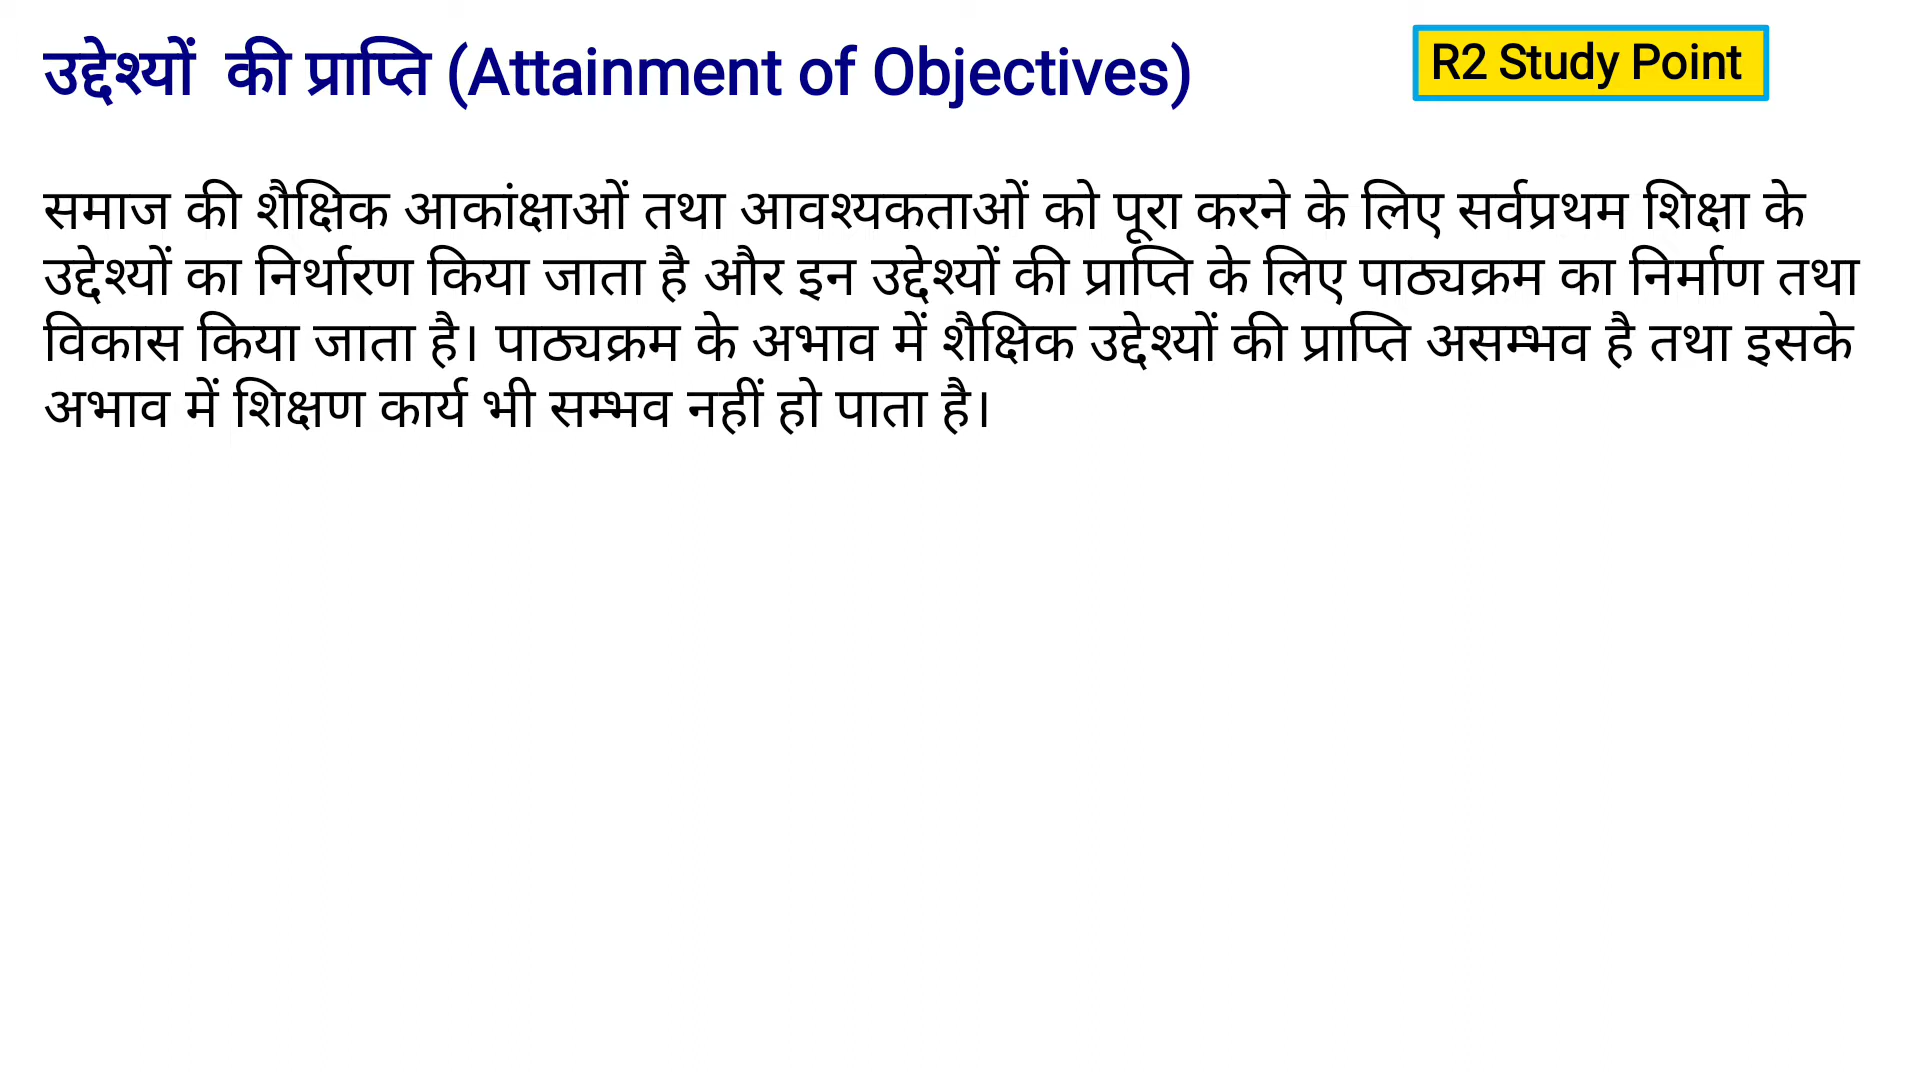 उद्देश्यों  की प्राप्ति (Attainment of Objectives)
R2 Study Point
समाज की शैक्षिक आकांक्षाओं तथा आवश्यकताओं को पूरा करने के लिए सर्वप्रथम शिक्षा के
उद्देश्यों का निर्थारण किया जाता है और इन उद्देश्यों की प्राप्ति के लिए पाठ्यक्रम का निर्माण तथा
विकास किया जाता है। पाठ्यक्रम के अभाव में शैक्षिक उद्देश्यों की प्राप्ति असम्भव है तथा इसके
अभाव में शिक्षण कार्य भी सम्भव नहीं हो पाता है।